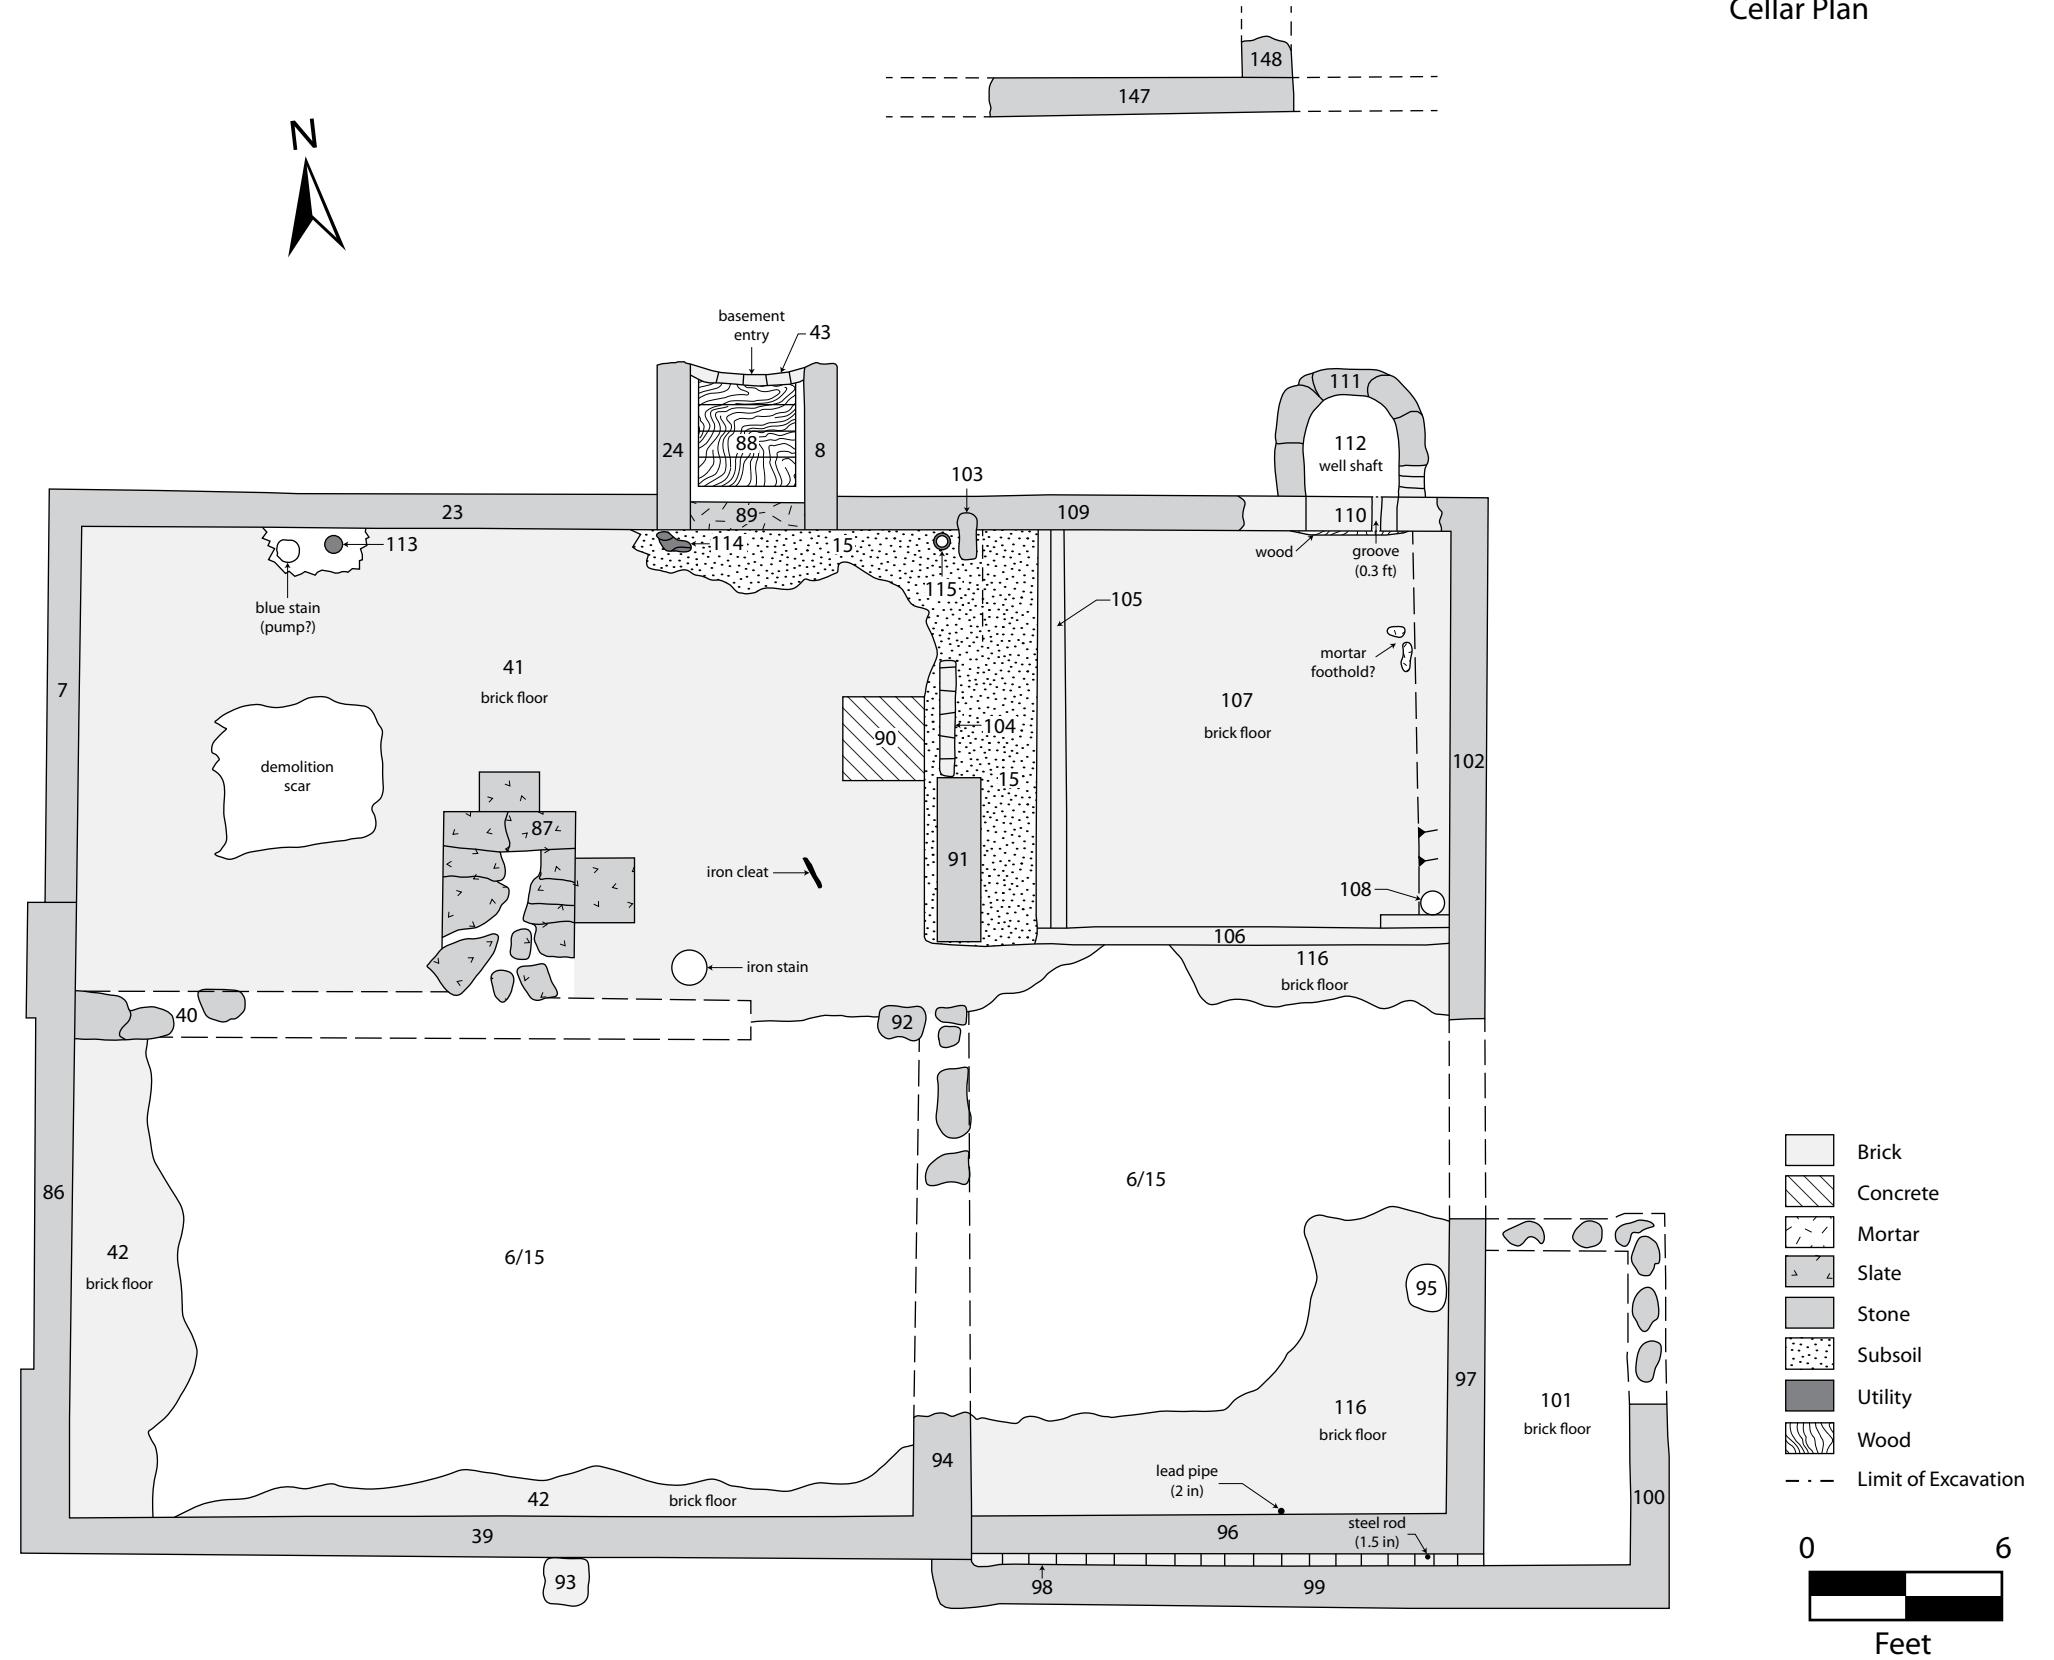 Cellar Plan
148
147
N
basement
entry
43
111
24
88
8
112
well shaft
103
23
89
109
110
113
114
15
wood
groove
(0.3 ft)
115
blue stain
(pump?)
105
41
brick floor
mortar
foothold?
7
107
brick floor
90
104
15
102
demolition
scar
87
91
iron cleat
108
106
iron stain
116
brick floor
40
92
86
42
brick floor
6/15
6/15
95
97
101
brick floor
116
brick floor
94
lead pipe
(2 in)
42
brick floor
100
39
96
steel rod
(1.5 in)
93
98
99
Brick
Concrete
Mortar
Slate
Stone
Subsoil
Utility
Wood
Limit of Excavation
0 6
Feet